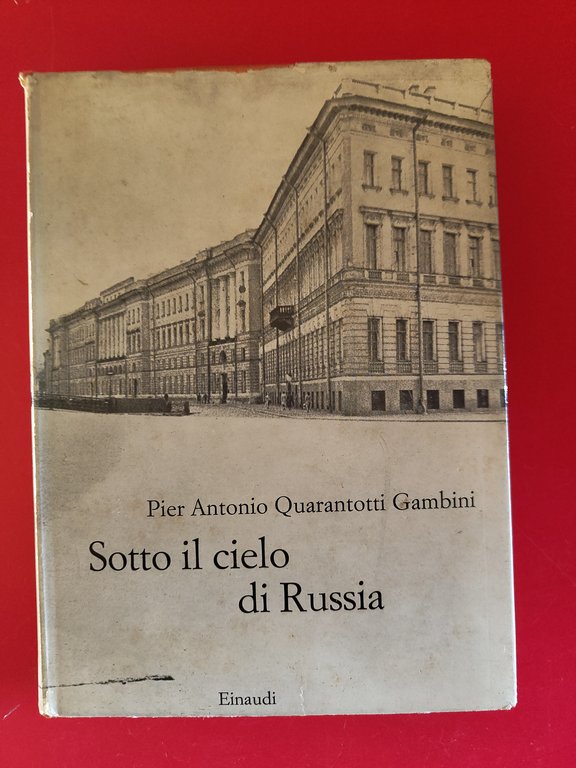 Pier Antonio Quarantotti Gambini
Sotto il cielo
di Russia
Einaudi